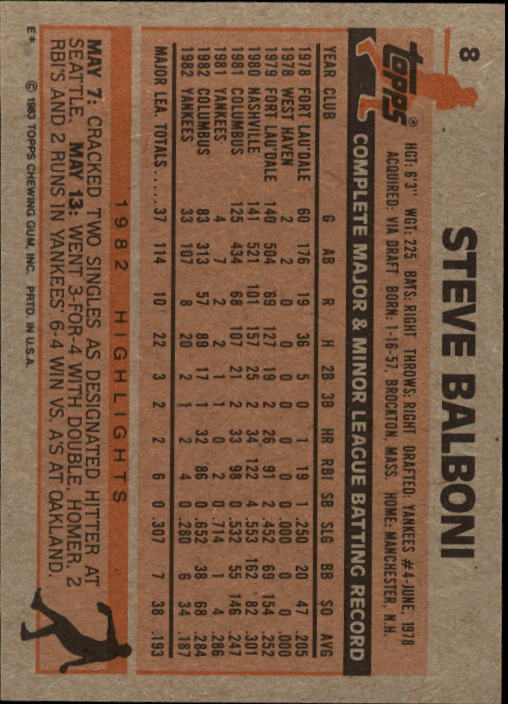 8
STEVE BALBONI
topps®
HGT: 6'3" WGT: 225 BATS: RIGHT THROWS: RIGHT DRAFTED: YANKEES #4-JUNE, 1978
ACQUIRED: VIA DRAFT BORN: 1-16-57, BROCKTON, MASS. HOME: MANCHESTER, N.H.
COMPLETE MAJOR & MINOR LEAGUE BATTING RECORD
YEAR CLUB G AB R H 2B 3B HR RBI SB SLG BB SO AVG
1978 FORT LAU'DALE 60 176 19 36 5 0 1 19 1 .250 20 47 .205
1978 WEST HAVEN 2 2 0 0 0 0 0 0 0 .000 0 0 .000
1979 FORT LAU'DALE 140 504 69 127 19 2 26 91 2 .452 69 154 .252
1980 NASHVILLE 141 521 101 157 25 2 34 122 4 .553 162 82 .301
1981 COLUMBUS 125 434 68 107 21 2 33 98 0 .532 55 146 .247
1981 YANKEES 4 7 2 2 1 1 0 2 0 .714 1 4 .286
1982 COLUMBUS 83 313 57 89 17 1 32 86 0 .652 38 68 .284
1982 YANKEES 33 107 8 20 2 1 2 4 0 .280 6 34 .187
MAJOR LEA. TOTALS..... 37 114 10 22 3 2 2 6 0 .307 7 38 .193
1982 HIGHLIGHTS
MAY 7: CRACKED TWO SINGLES AS DESIGNATED HITTER AT
SEATTLE. MAY 13: WENT 3-FOR-4 WITH DOUBLE, HOMER, 2
RBI'S AND 2 RUNS IN YANKEES' 6-4 WIN VS. A'S AT OAKLAND.
E* © 1983 TOPPS CHEWING GUM, INC. PRTD. IN U.S.A.